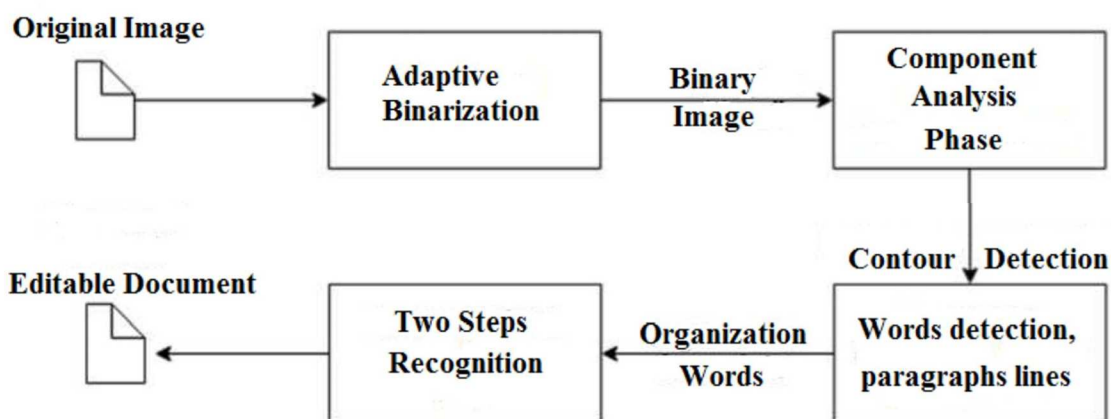 Original Image
Adaptive
Binarization
Binary
Image
Component
Analysis
Phase
Contour Detection
Words detection,
paragraphs lines
Organization
Words
Two Steps
Recognition
Editable Document